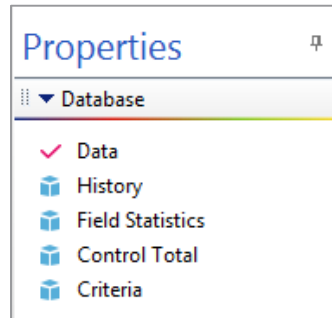 Properties
Database
Data
History
Field Statistics
Control Total
Criteria